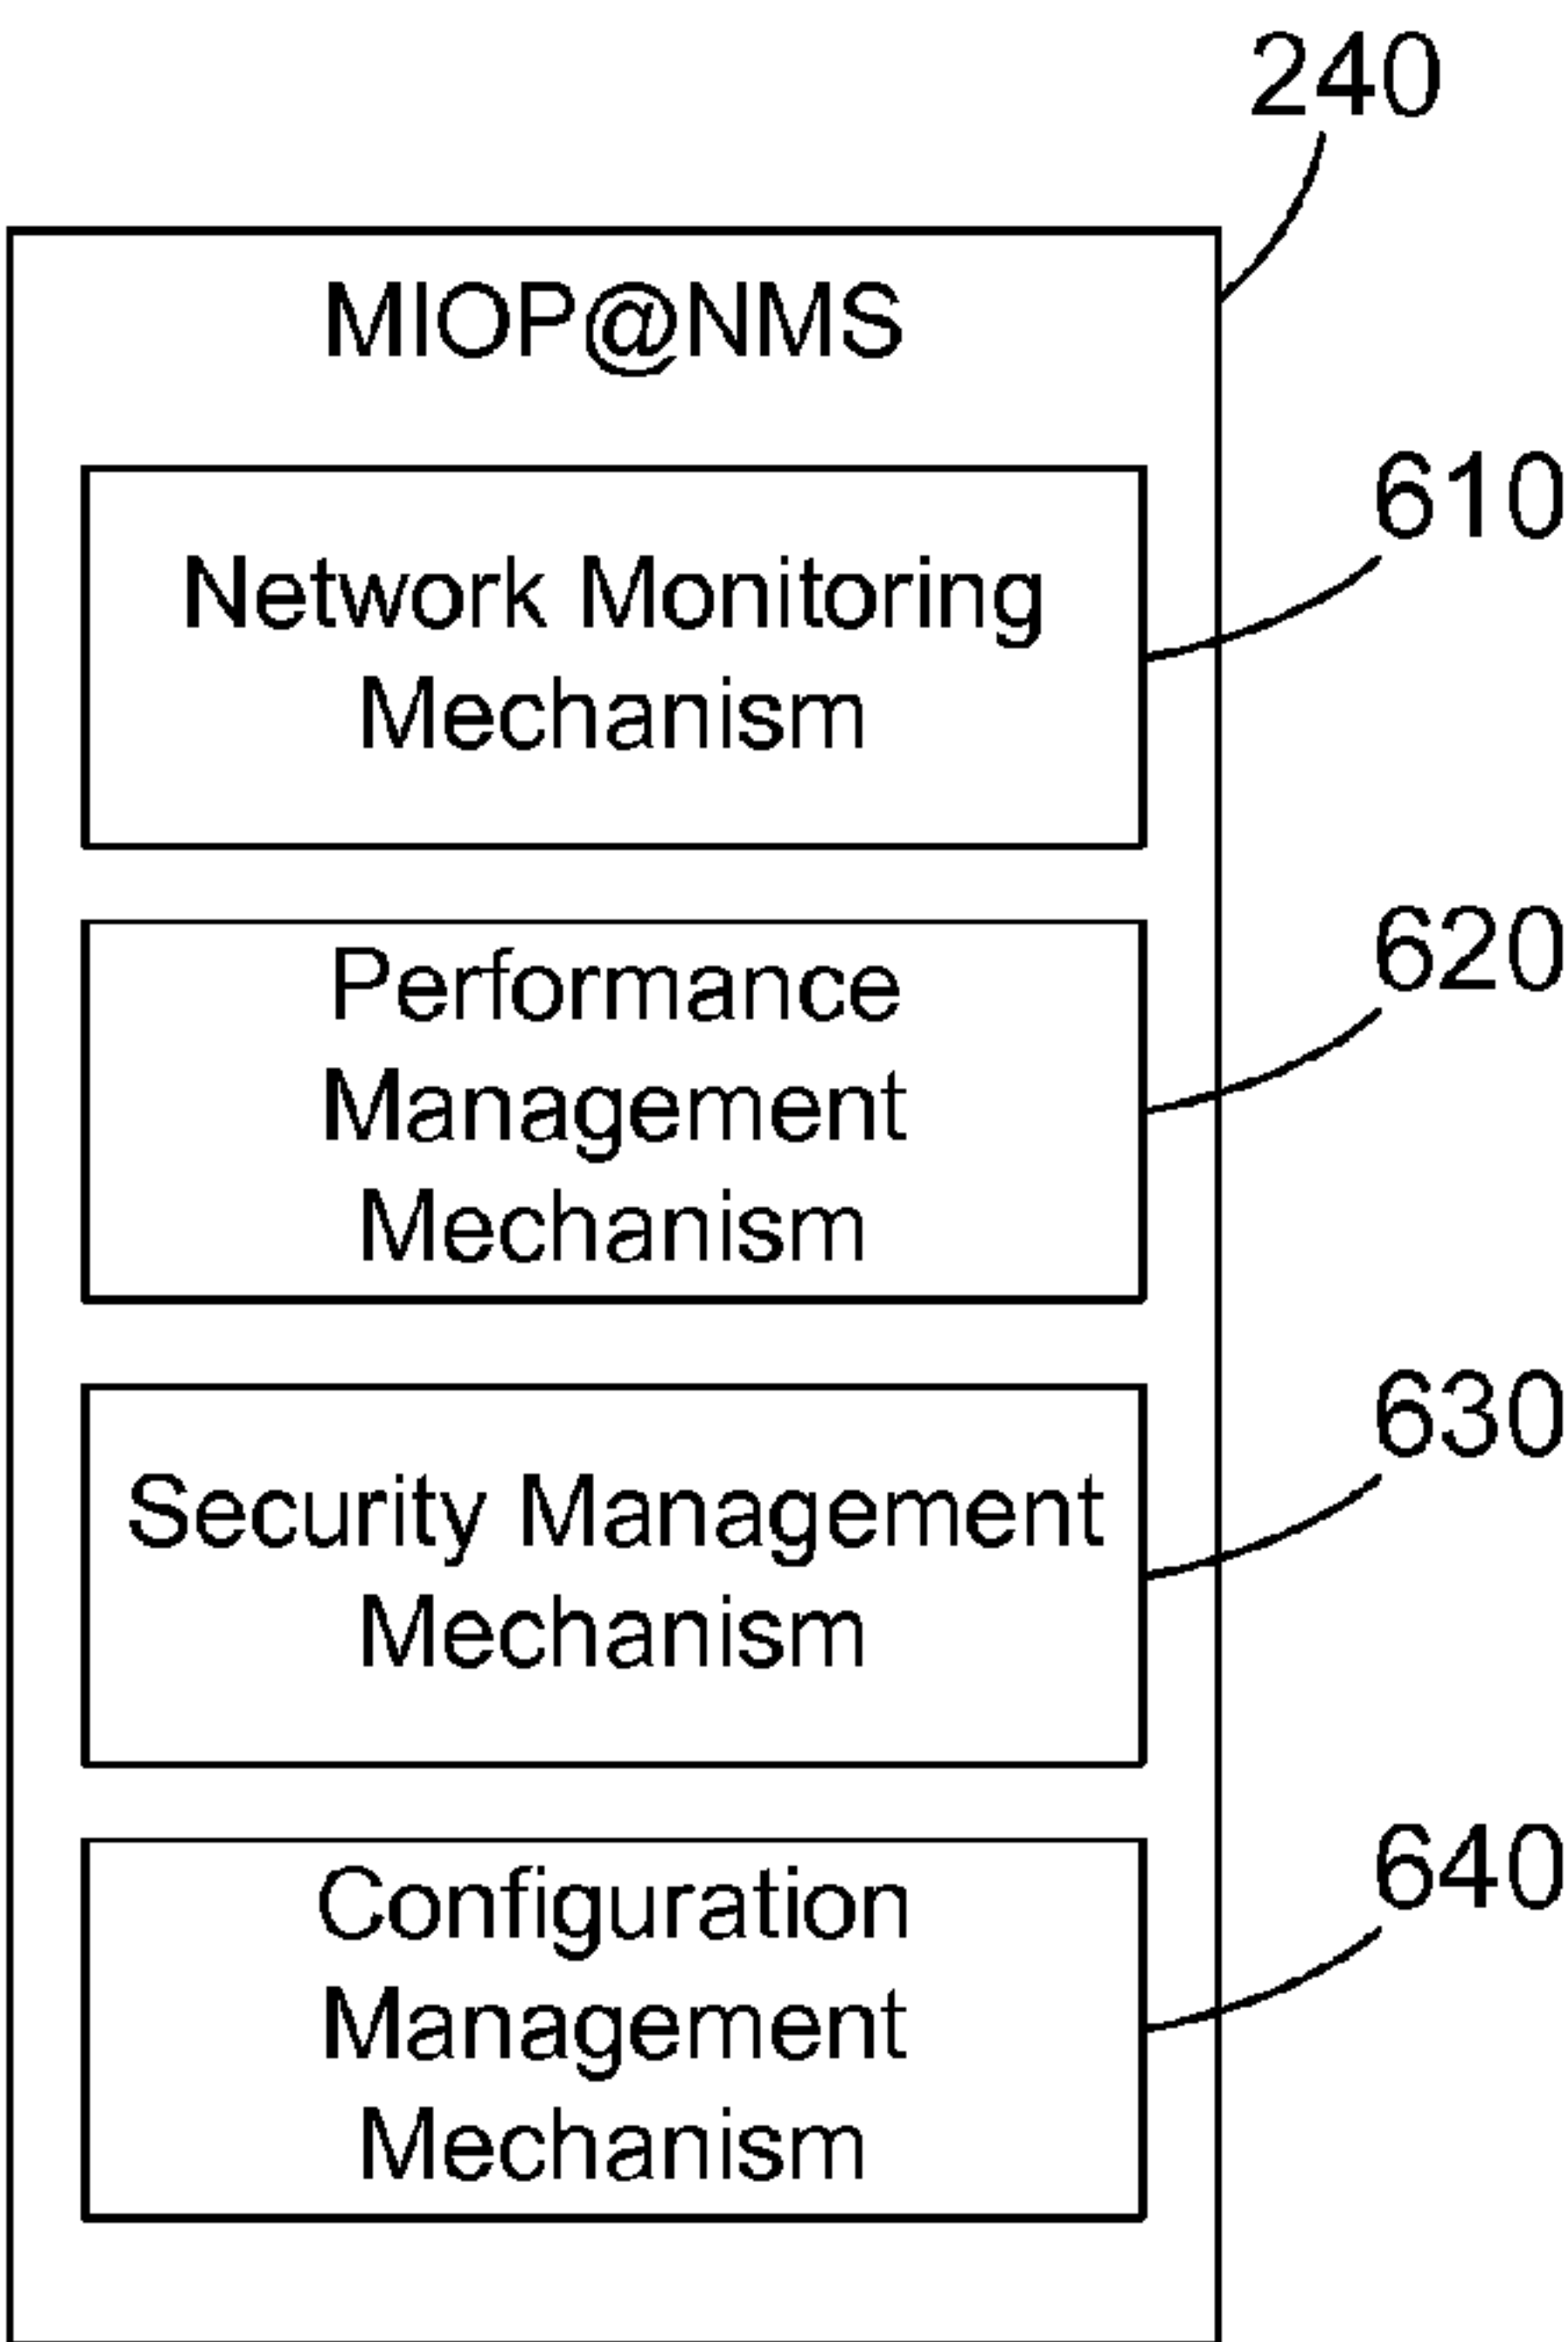 240
MIOP@NMS
610
Network Monitoring
Mechanism
620
Performance
Management
Mechanism
630
Security Management
Mechanism
640
Configuration
Management
Mechanism